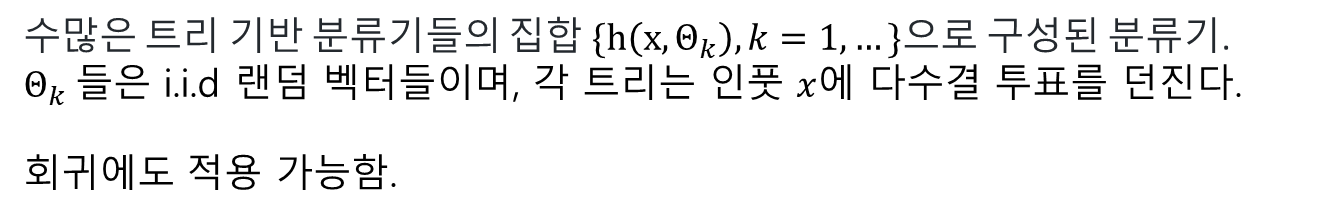 수많은 트리 기반 분류기들의 집합 {h(x, Θₖ), k = 1, …}으로 구성된 분류기.
Θₖ 들은 i.i.d 랜덤 벡터들이며, 각 트리는 인풋 x에 다수결 투표를 던진다.
회귀에도 적용 가능함.